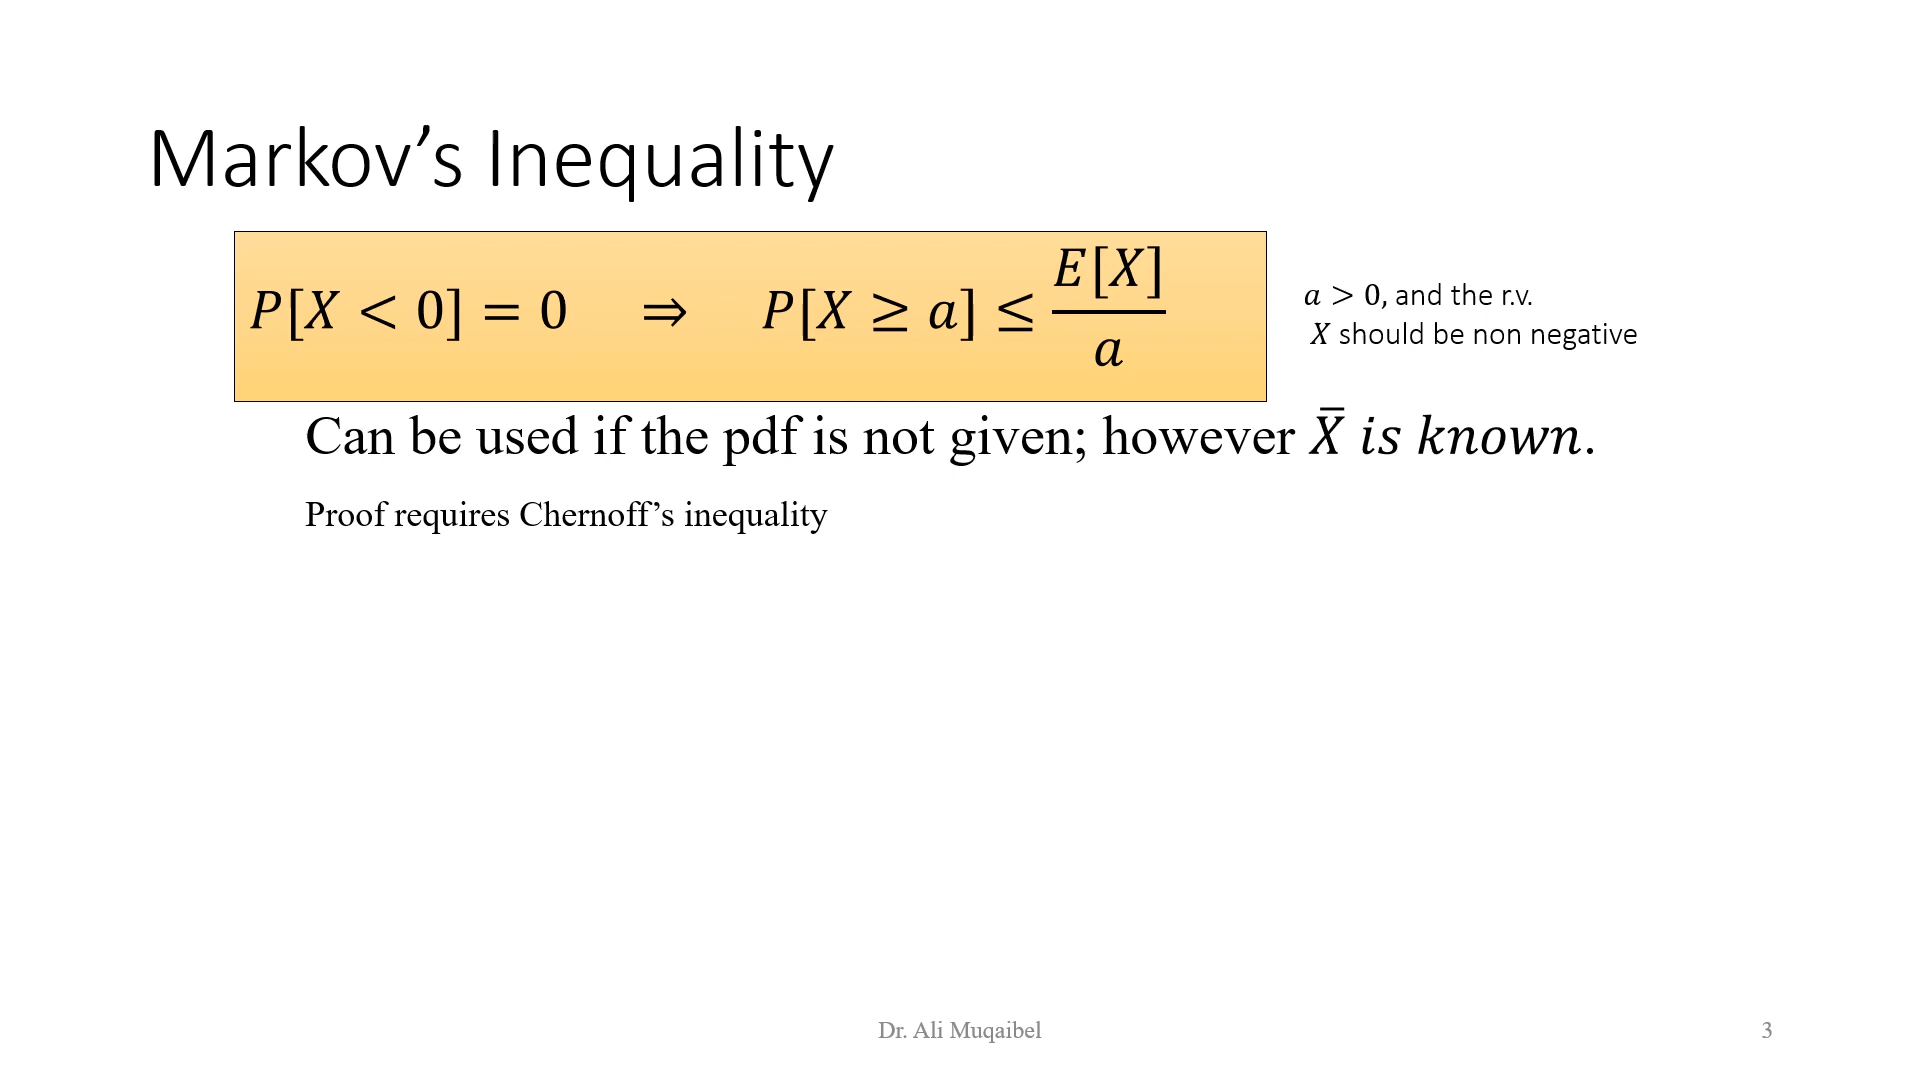 Markov’s Inequality
𝑃[𝑋 < 0] = 0 ⇒ 𝑃[𝑋 ≥ 𝑎] ≤ 𝐸[𝑋]/𝑎
𝑎 > 0, and the r.v.
𝑋 should be non negative
Can be used if the pdf is not given; however 𝑋̅ 𝑖𝑠 𝑘𝑛𝑜𝑤𝑛.
Proof requires Chernoff’s inequality
Dr. Ali Muqaibel
3